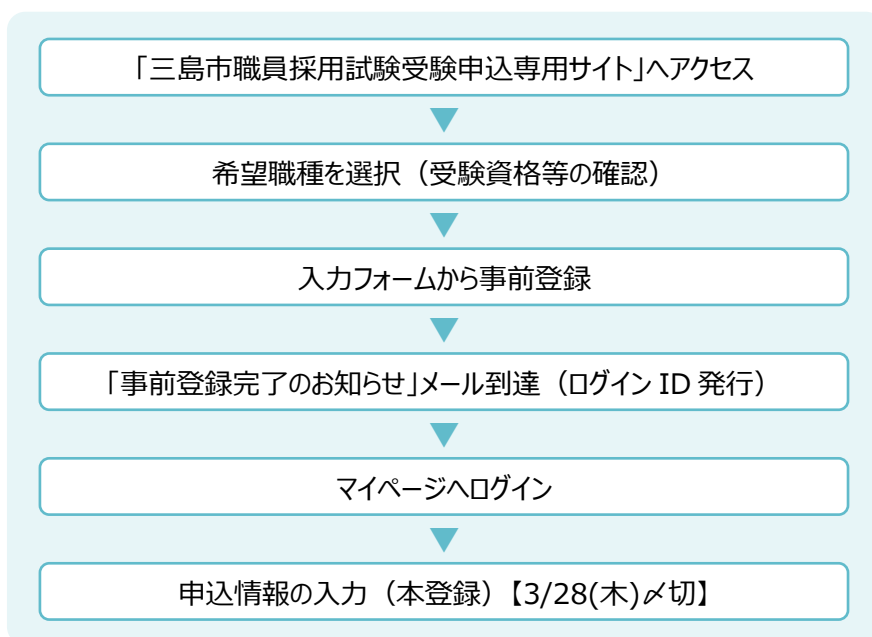 「三島市職員採用試験受験申込専用サイト」へアクセス
希望職種を選択（受験資格等の確認）
入力フォームから事前登録
「事前登録完了のお知らせ」メール到達（ログイン ID 発行）
マイページへログイン
申込情報の入力（本登録）【3/28(木)〆切】